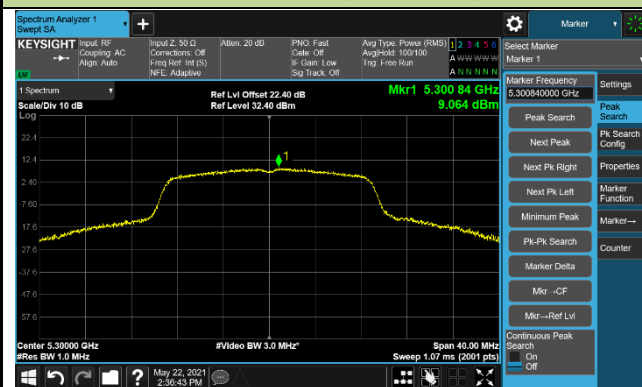 Spectrum Analyzer 1
Swept SA
Marker
KEYSIGHT
Input: RF
Coupling: AC
Align: Auto
Input Z: 50 Ω
Corrections: Off
Freq Ref: Int (S)
NFE: Adaptive
Atten: 20 dB
PNO: Fast
Gate: Off
IF Gain: Low
Sig Track: Off
Avg Type: Power (RMS)
Avg|Hold: 100/100
Trig: Free Run
1 2 3 4 5 6
A W W W W W
A N N N N N
LW
Select Marker
Marker 1
1 Spectrum
Scale/Div 10 dB
Log
Ref Lvl Offset 22.40 dB
Ref Level 32.40 dBm
Mkr1 5.300 84 GHz
9.064 dBm
22.4
12.4
2.40
-7.60
-17.6
-27.6
-37.6
-47.6
-57.6
1
Center 5.30000 GHz
#Res BW 1.0 MHz
#Video BW 3.0 MHz*
Span 40.00 MHz
Sweep 1.07 ms (2001 pts)
Marker Frequency
5.300840000 GHz
Peak Search
Next Peak
Next Pk Right
Next Pk Left
Minimum Peak
Pk-Pk Search
Marker Delta
Mkr→CF
Mkr→Ref Lvl
Continuous Peak
Search
On
Off
Settings
Peak
Search
Pk Search
Config
Properties
Marker
Function
Marker→
Counter
May 22, 2021
2:36:43 PM